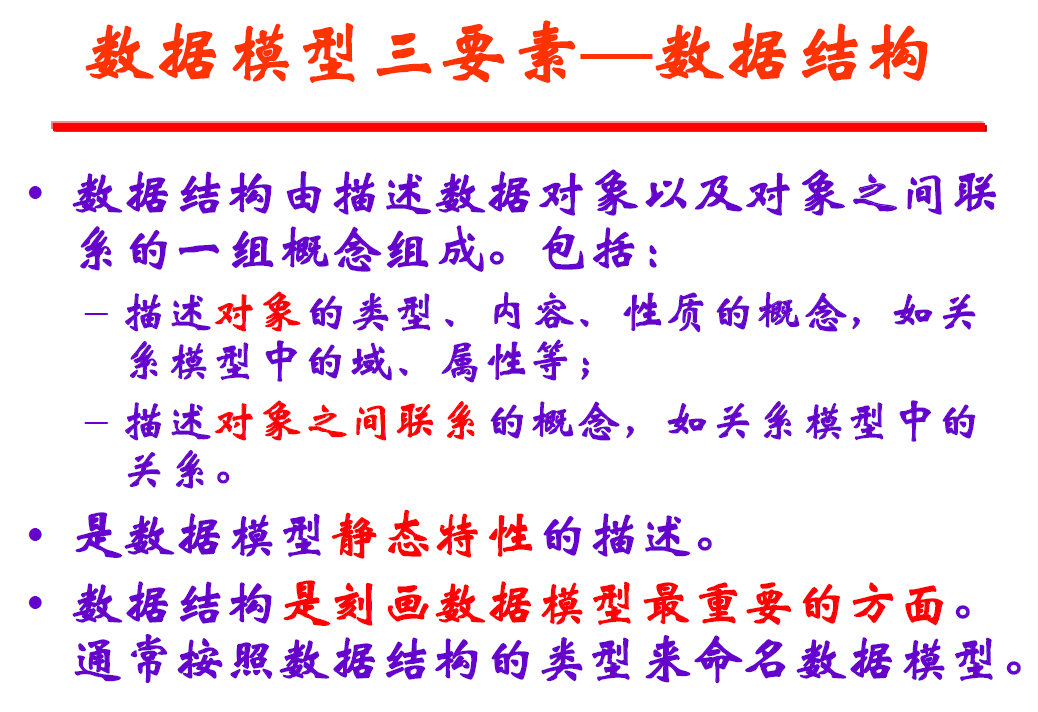 数据模型三要素—数据结构
• 数据结构由描述数据对象以及对象之间联
系的一组概念组成。包括：
– 描述对象的类型、内容、性质的概念，如关
系模型中的域、属性等；
– 描述对象之间联系的概念，如关系模型中的
关系。
• 是数据模型静态特性的描述。
• 数据结构是刻画数据模型最重要的方面。
通常按照数据结构的类型来命名数据模型。